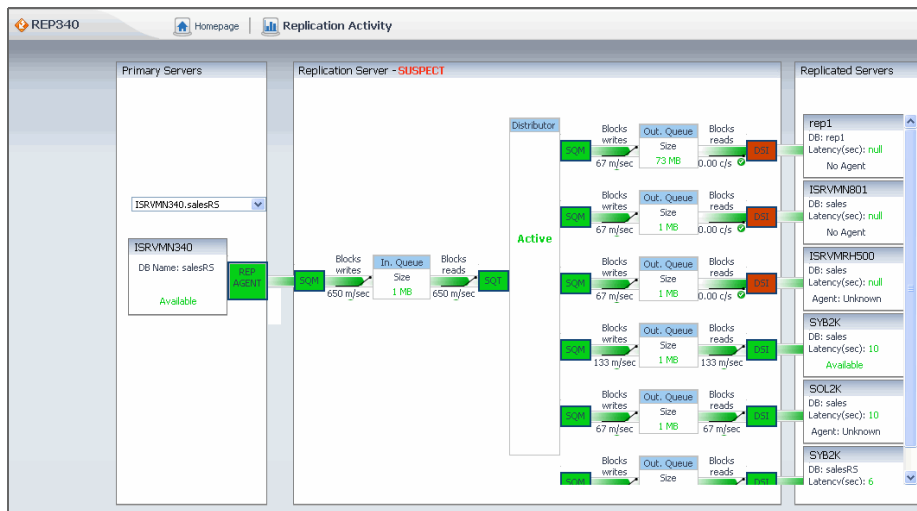 REP340
Homepage
Replication Activity
Primary Servers
ISRVMN340.salesRS
ISRVMN340
DB Name: salesRS
Available
REP
AGENT
Replication Server - SUSPECT
SQM
Blocks
writes
650 m/sec
In. Queue
Size
1 MB
Blocks
reads
650 m/sec
SQT
Distributor
Active
SQM
Blocks
writes
67 m/sec
Out. Queue
Size
73 MB
Blocks
reads
0.00 c/s
DSI
SQM
Blocks
writes
67 m/sec
Out. Queue
Size
1 MB
Blocks
reads
0.00 c/s
DSI
SQM
Blocks
writes
67 m/sec
Out. Queue
Size
1 MB
Blocks
reads
0.00 c/s
DSI
SQM
Blocks
writes
133 m/sec
Out. Queue
Size
1 MB
Blocks
reads
133 m/sec
DSI
SQM
Blocks
writes
67 m/sec
Out. Queue
Size
1 MB
Blocks
reads
67 m/sec
DSI
SQM
Blocks
writes
Out. Queue
Size
Blocks
reads
DSI
Replicated Servers
rep1
DB: rep1
Latency(sec): null
No Agent
ISRVMN801
DB: sales
Latency(sec): null
No Agent
ISRVMRH500
DB: sales
Latency(sec): null
Agent: Unknown
SYB2K
DB: sales
Latency(sec): 10
Available
SOL2K
DB: sales
Latency(sec): 10
Agent: Unknown
SYB2K
DB: salesRS
Latency(sec): 6